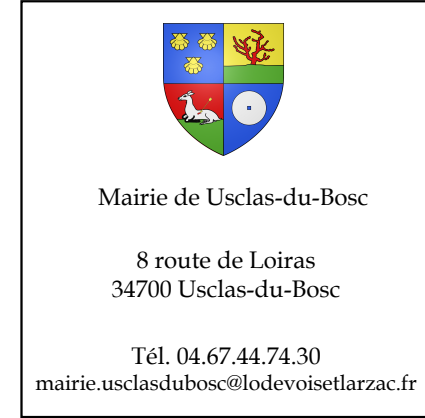 Mairie de Usclas-du-Bosc
8 route de Loiras
34700 Usclas-du-Bosc
Tél. 04.67.44.74.30
mairie.usclasdubosc@lodevoisetlarzac.fr